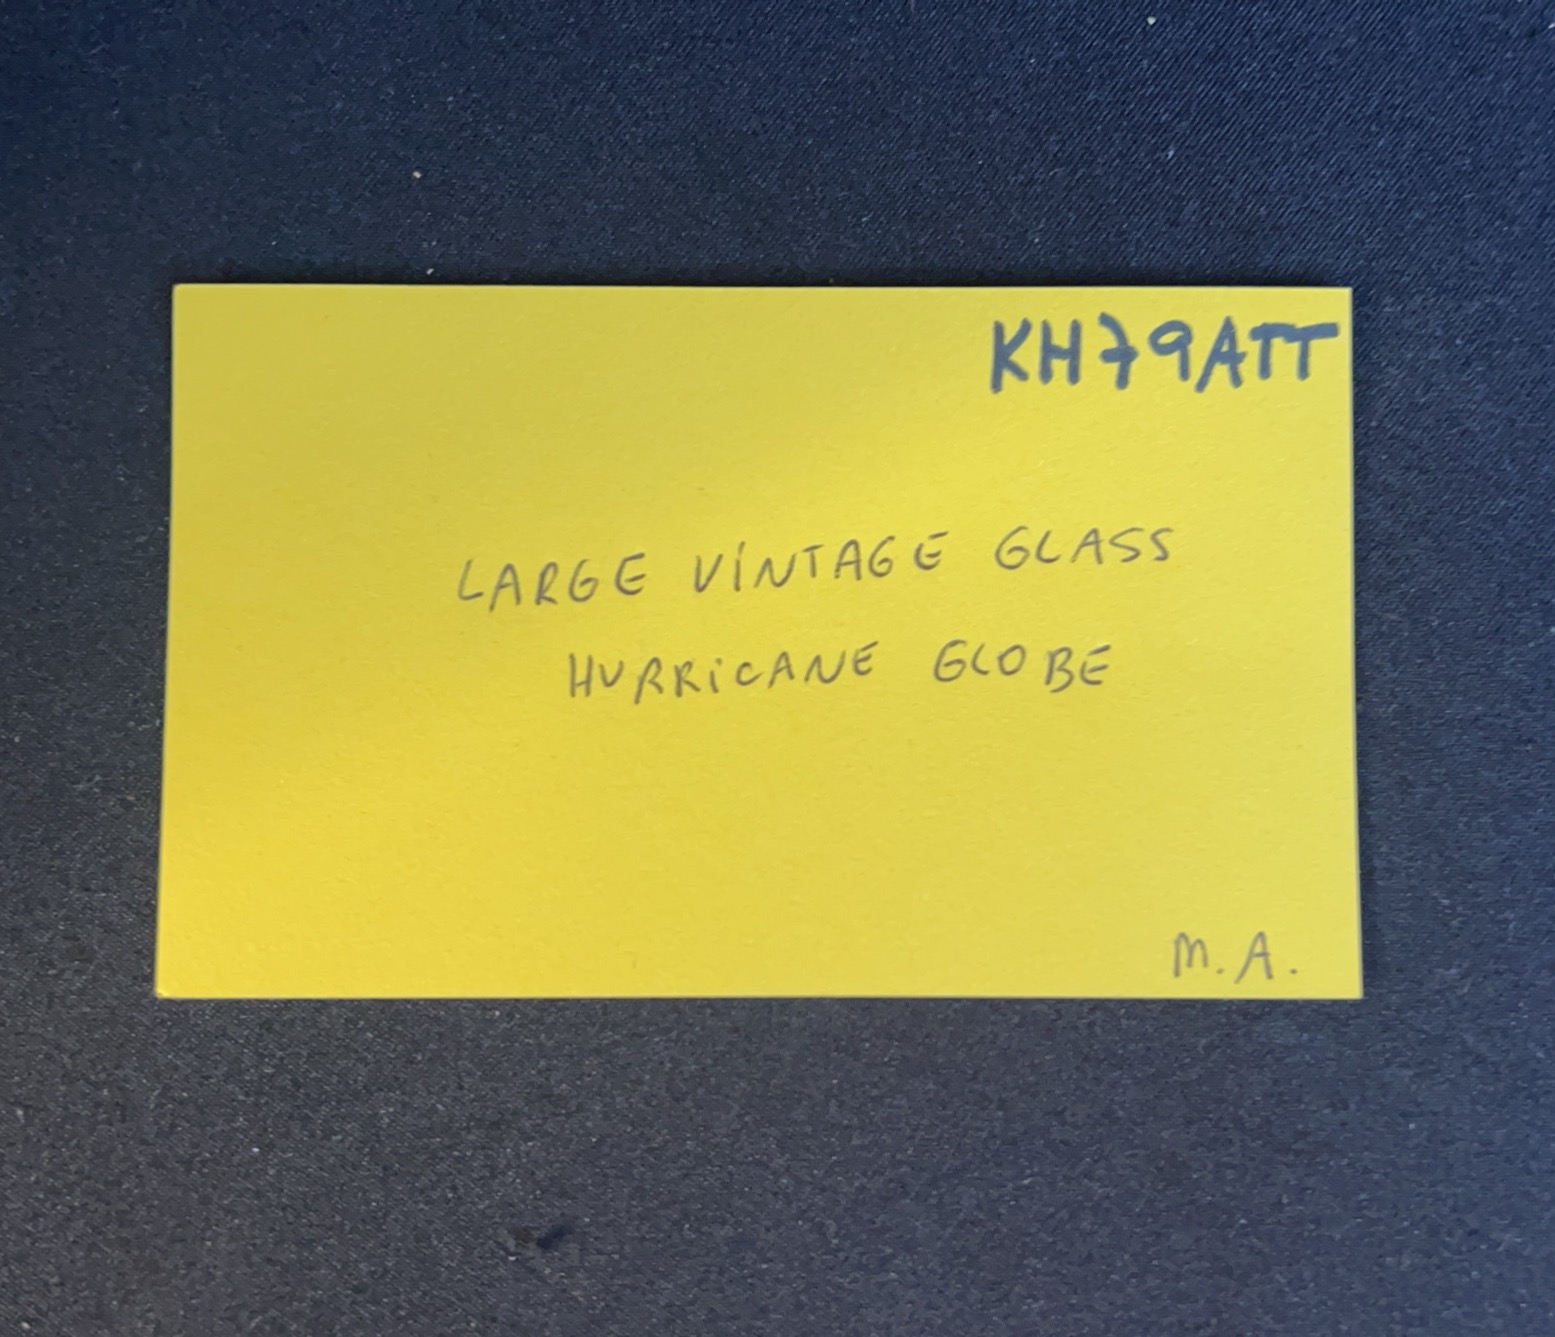 KH79ATT
LARGE VINTAGE GLASS
HURRICANE GLOBE
M.A.